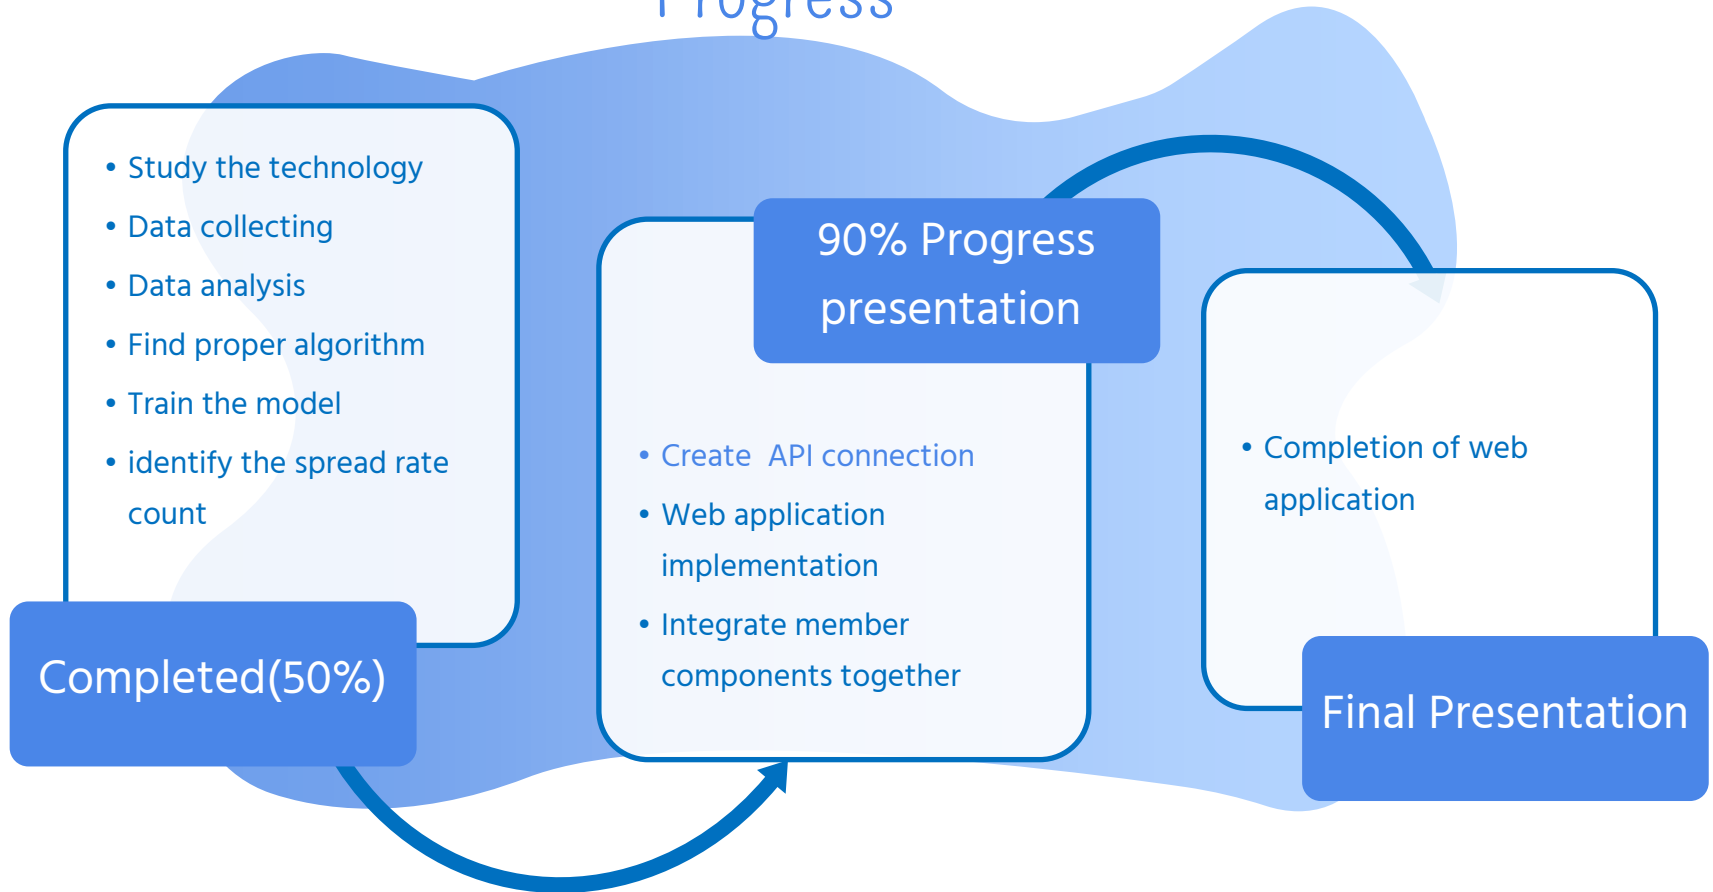 Progress
• Study the technology
• Data collecting
• Data analysis
• Find proper algorithm
• Train the model
• identify the spread rate
count
Completed(50%)
90% Progress
presentation
• Create  API connection
• Web application
implementation
• Integrate member
components together
• Completion of web
application
Final Presentation